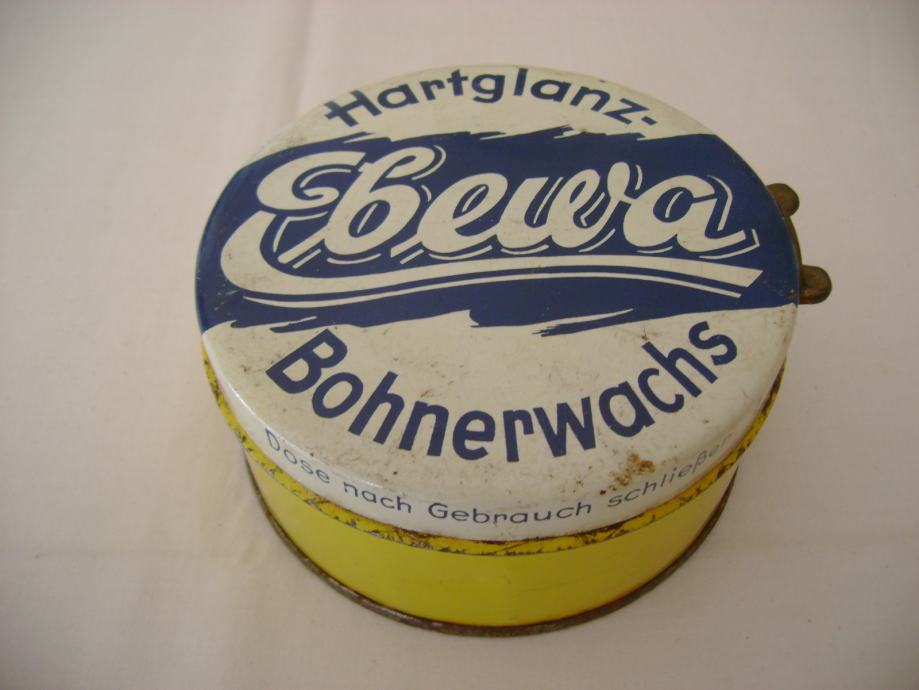 Hartglanz-
Ebewa
Bohnerwachs
Dose nach Gebrauch schließen